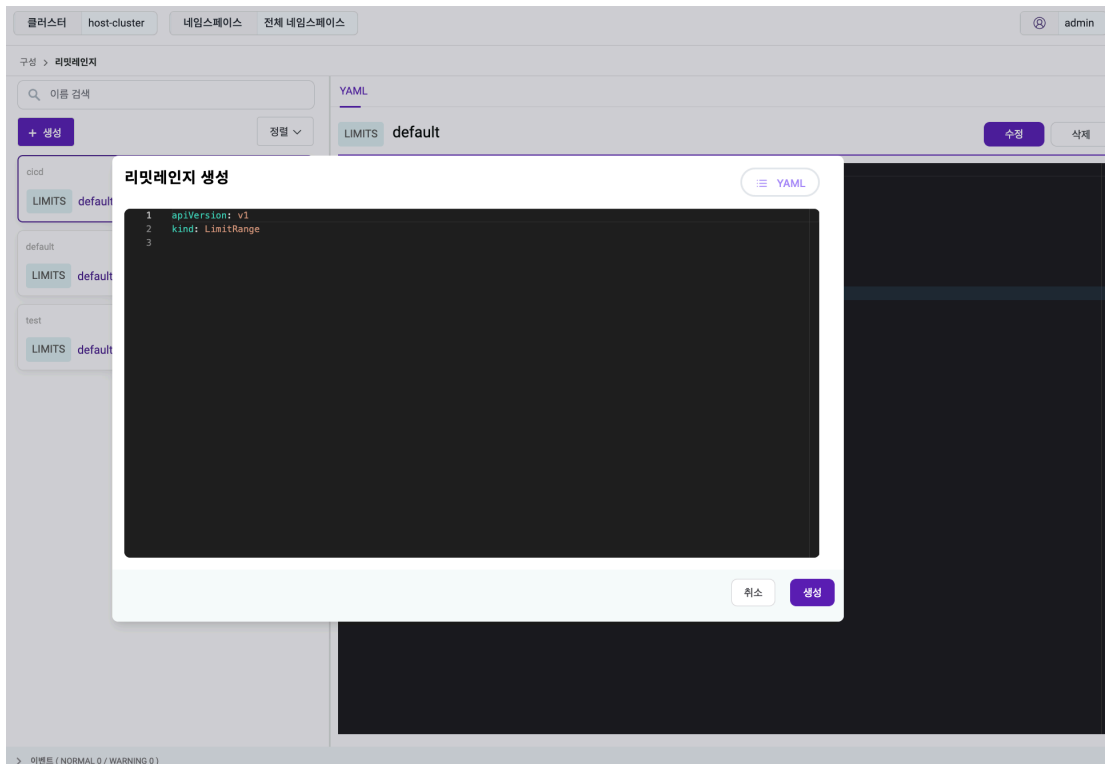 클러스터 host-cluster 네임스페이스 전체 네임스페이스 admin
구성 > 리밋레인지
이름 검색
YAML
+ 생성 정렬
LIMITS default 수정 삭제
cicd
LIMITS default
default
LIMITS default
test
LIMITS default
리밋레인지 생성
YAML
1 apiVersion: v1
2 kind: LimitRange
3
취소 생성
> 이벤트 ( NORMAL 0 / WARNING 0 )